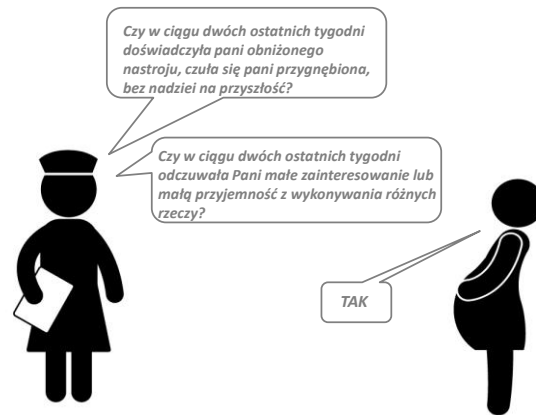 Czy w ciągu dwóch ostatnich tygodni
doświadczyła pani obniżonego
nastroju, czuła się pani przygnębiona,
bez nadziei na przyszłość?
Czy w ciągu dwóch ostatnich tygodni
odczuwała Pani małe zainteresowanie lub
małą przyjemność z wykonywania różnych
rzeczy?
TAK